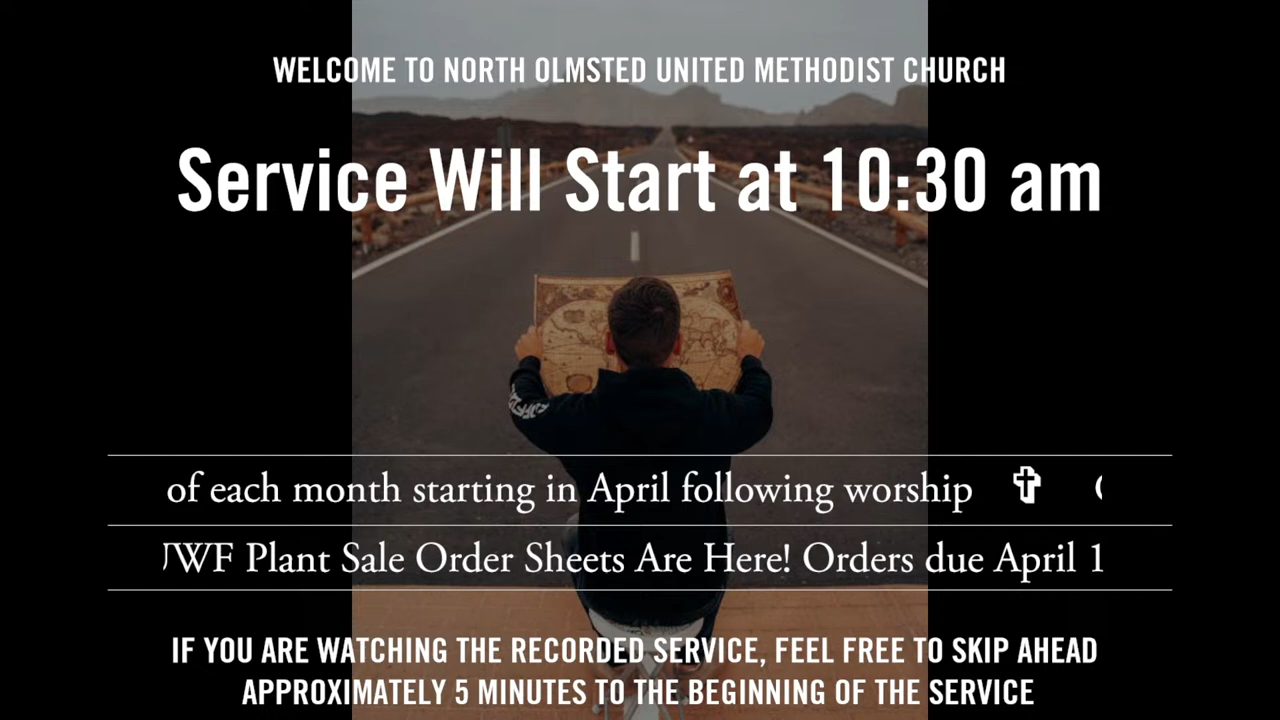 WELCOME TO NORTH OLMSTED UNITED METHODIST CHURCH
Service Will Start at 10:30 am
of each month starting in April following worship
Plant Sale Order Sheets Are Here! Orders due April
IF YOU ARE WATCHING THE RECORDED SERVICE, FEEL FREE TO SKIP AHEAD
APPROXIMATELY 5 MINUTES TO THE BEGINNING OF THE SERVICE